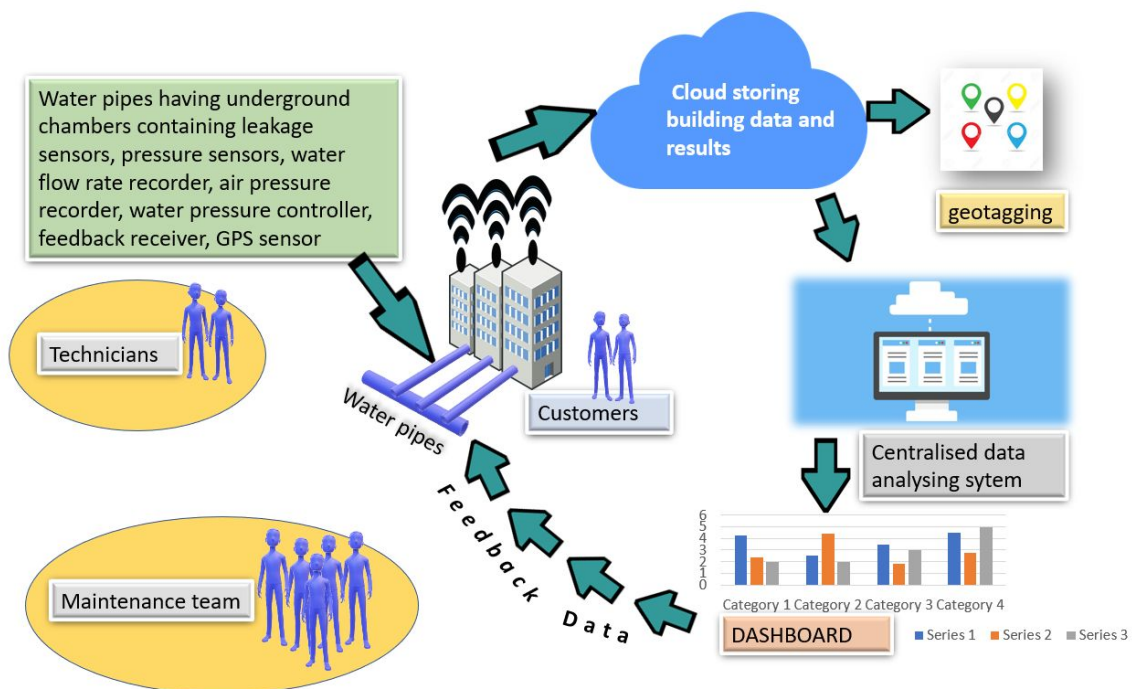 Water pipes having underground
chambers containing leakage
sensors, pressure sensors, water
flow rate recorder, air pressure
recorder, water pressure controller,
feedback receiver, GPS sensor
Cloud storing
building data and
results
geotagging
Technicians
Water pipes
Customers
Centralised data
analysing sytem
Feedback Data
Maintenance team
6
5
4
3
2
1
0
Category 1 Category 2 Category 3 Category 4
DASHBOARD
Series 1 Series 2 Series 3